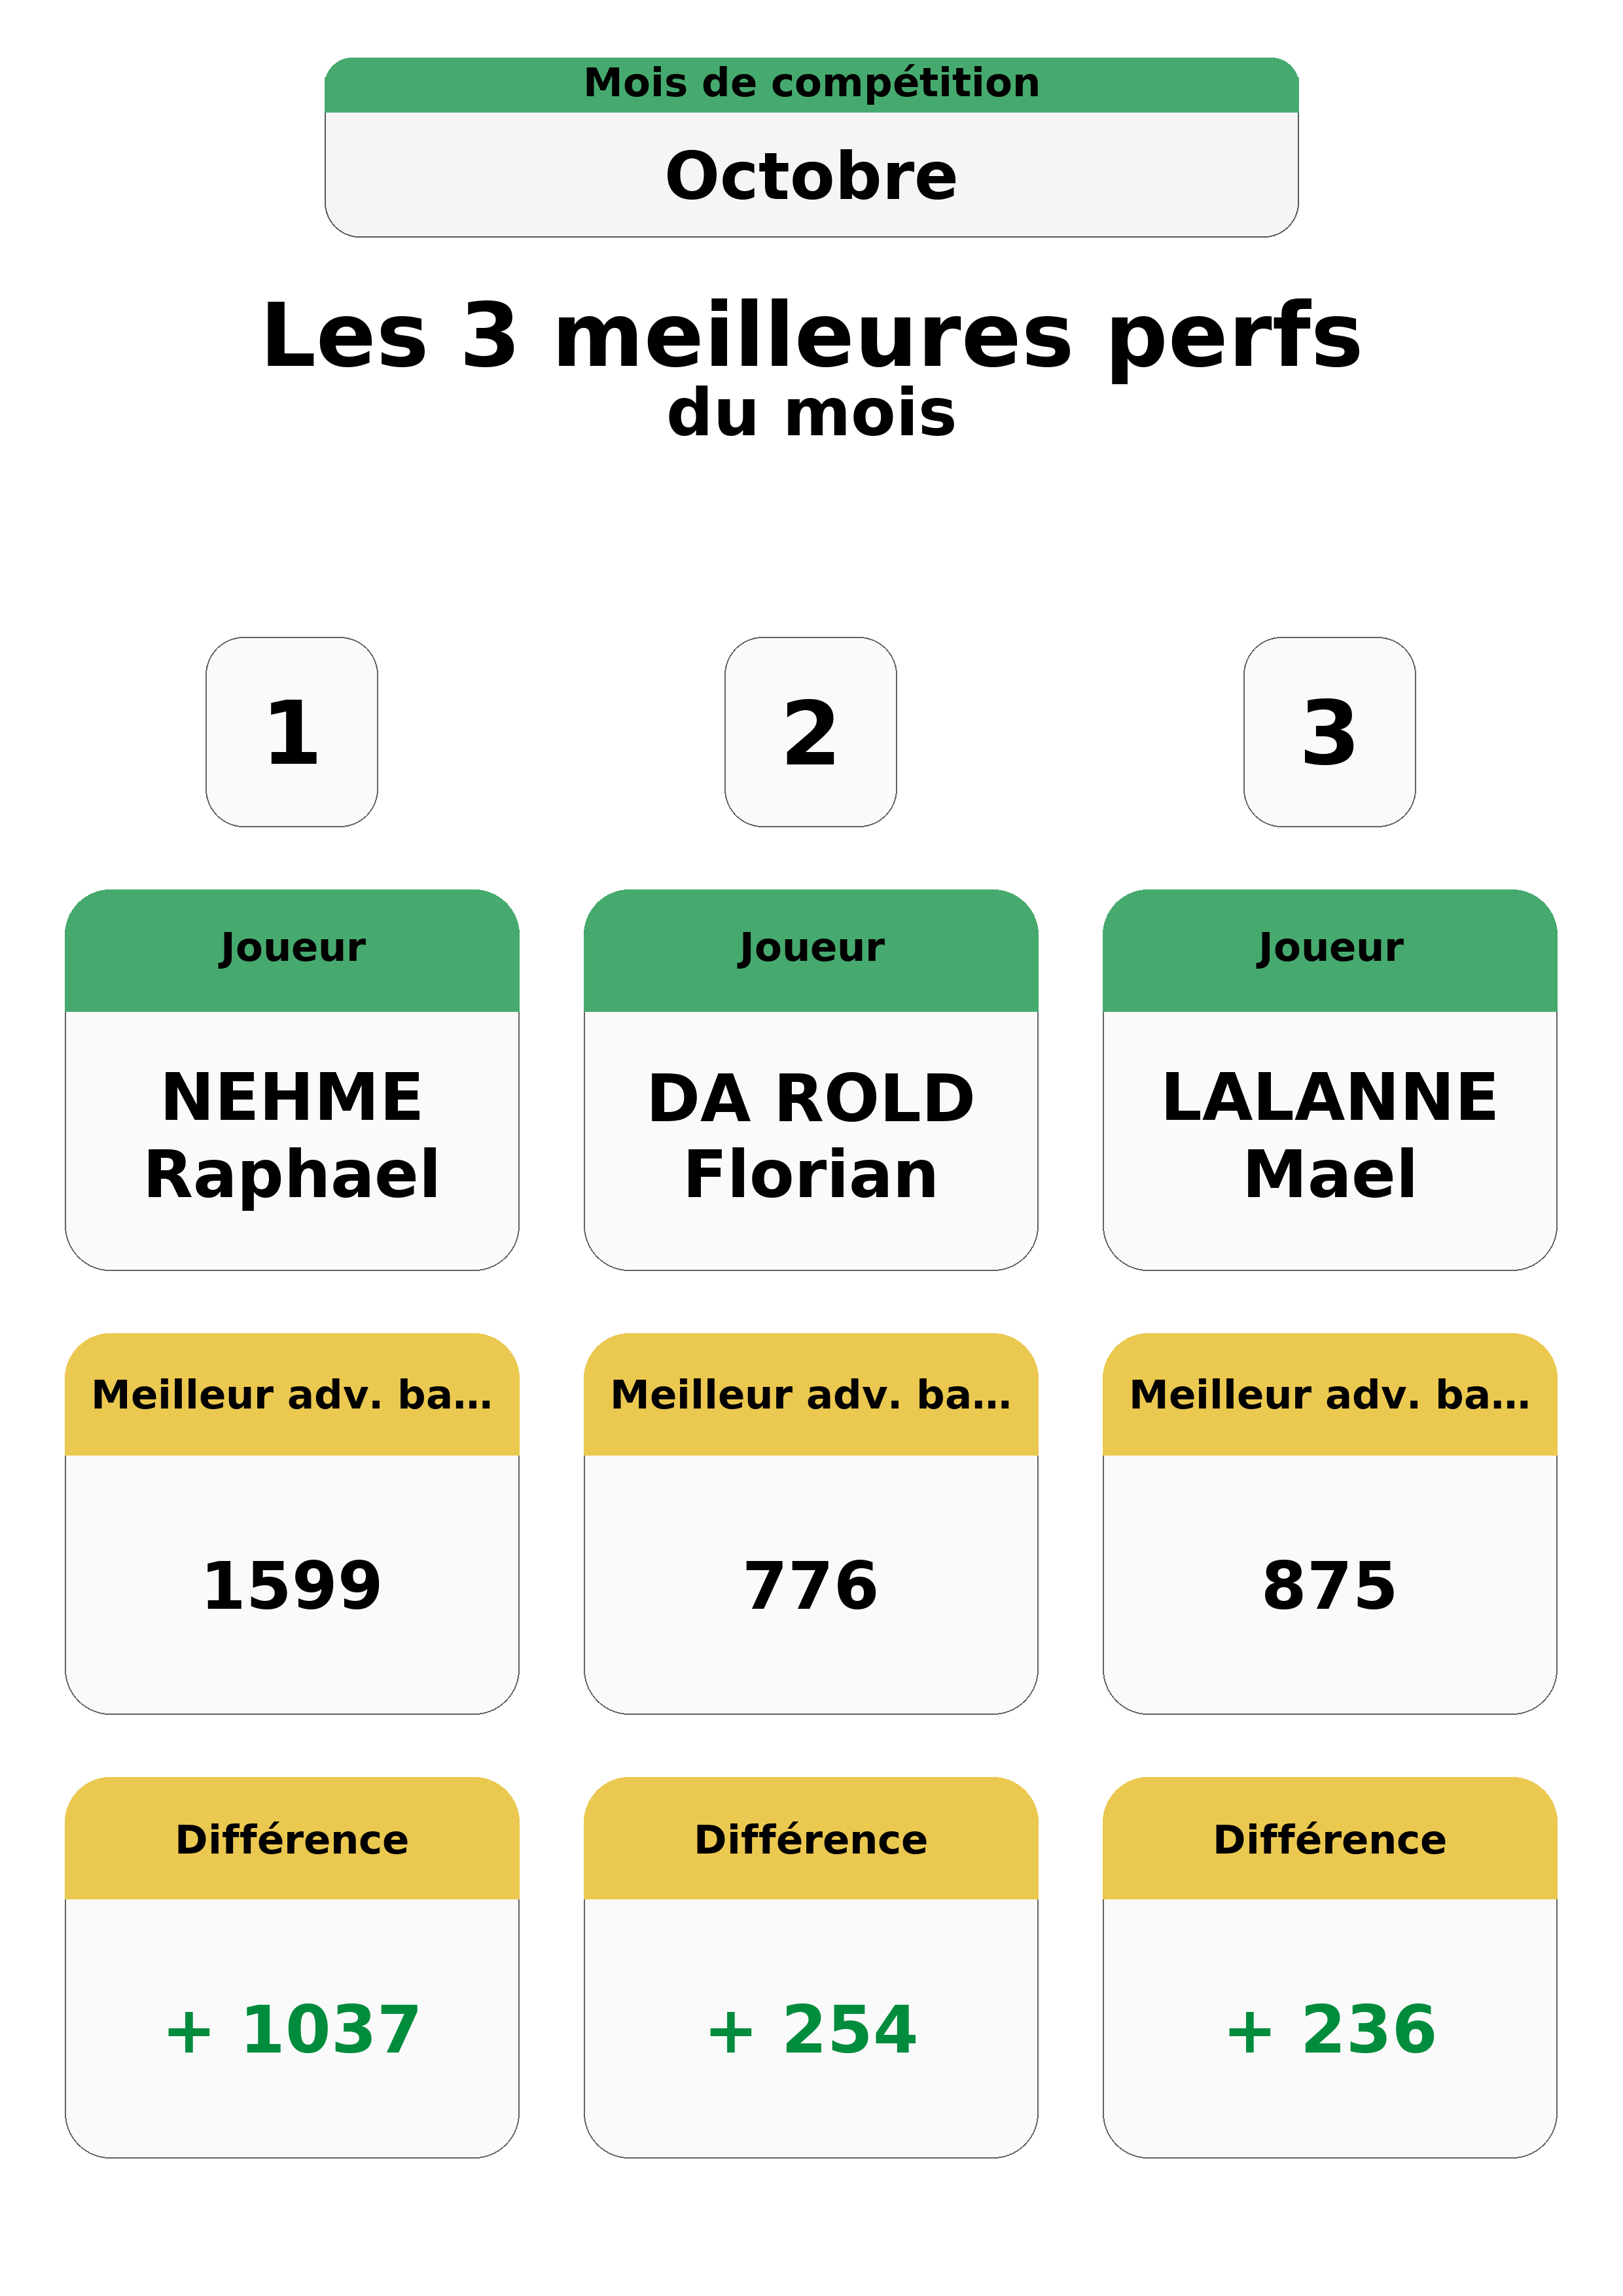 Mois de compétition
Octobre
Les 3 meilleures perfs
du mois
1
2
3
Joueur
Joueur
Joueur
NEHME
Raphael
DA ROLD
Florian
LALANNE
Mael
Meilleur adv. ba...
Meilleur adv. ba...
Meilleur adv. ba...
1599
776
875
Différence
Différence
Différence
+ 1037
+ 254
+ 236